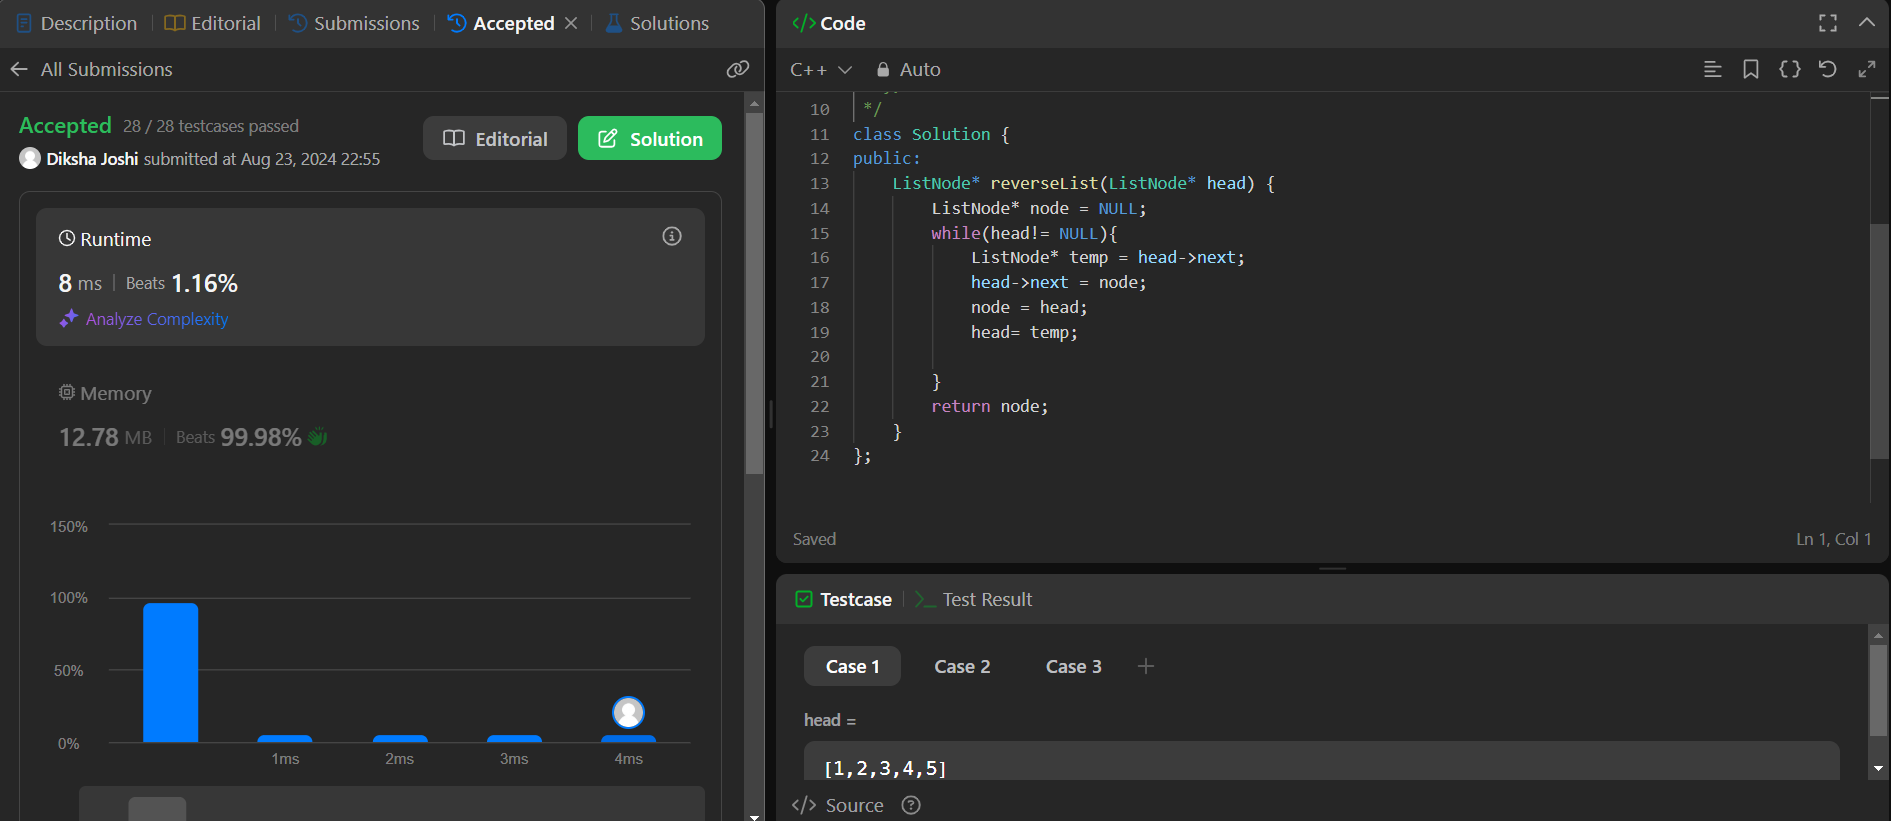 Description
Editorial
Submissions
Accepted
Solutions
All Submissions
Accepted 28 / 28 testcases passed
Diksha Joshi submitted at Aug 23, 2024 22:55
Editorial
Solution
Runtime
8 ms Beats 1.16%
Analyze Complexity
Memory
12.78 MB Beats 99.98%
150%
100%
50%
0%
1ms 2ms 3ms 4ms
</> Code
C++ Auto
10 */
11 class Solution {
12 public:
13 ListNode* reverseList(ListNode* head) {
14 ListNode* node = NULL;
15 while(head!= NULL){
16 ListNode* temp = head->next;
17 head->next = node;
18 node = head;
19 head= temp;
20
21 }
22 return node;
23 }
24 };
Saved
Ln 1, Col 1
Testcase
Test Result
Case 1 Case 2 Case 3
head =
[1,2,3,4,5]
</> Source